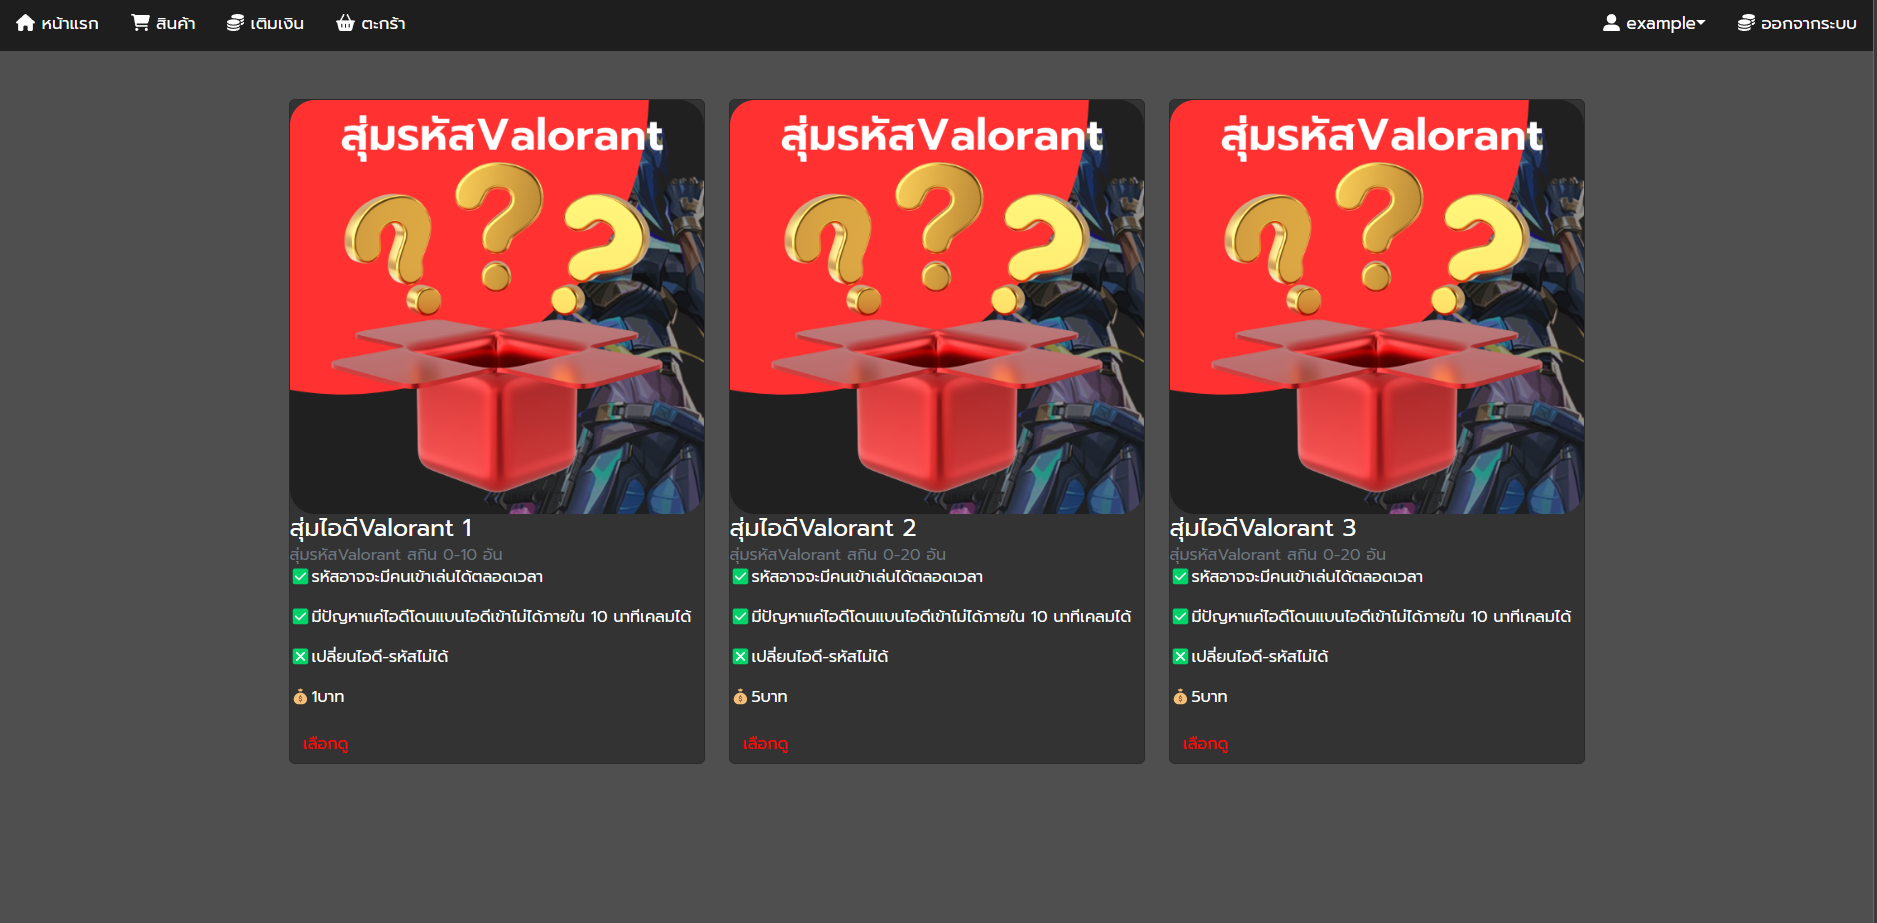 หน้าแรก สินค้า เติมเงิน ตะกร้า example ออกจากระบบ
สุ่มรหัสValorant
สุ่มไอดีValorant 1
สุ่มรหัสValorant สกิน 0-10 อัน
✅รหัสอาจจะมีคนเข้าเล่นได้ตลอดเวลา
✅มีปัญหาแค่ไอดีโดนแบนไอดีเข้าไม่ได้ภายใน 10 นาทีเคลมได้
❎เปลี่ยนไอดี-รหัสไม่ได้
💰1บาท
เลือกดู
สุ่มรหัสValorant
สุ่มไอดีValorant 2
สุ่มรหัสValorant สกิน 0-20 อัน
✅รหัสอาจจะมีคนเข้าเล่นได้ตลอดเวลา
✅มีปัญหาแค่ไอดีโดนแบนไอดีเข้าไม่ได้ภายใน 10 นาทีเคลมได้
❎เปลี่ยนไอดี-รหัสไม่ได้
💰5บาท
เลือกดู
สุ่มรหัสValorant
สุ่มไอดีValorant 3
สุ่มรหัสValorant สกิน 0-20 อัน
✅รหัสอาจจะมีคนเข้าเล่นได้ตลอดเวลา
✅มีปัญหาแค่ไอดีโดนแบนไอดีเข้าไม่ได้ภายใน 10 นาทีเคลมได้
❎เปลี่ยนไอดี-รหัสไม่ได้
💰5บาท
เลือกดู